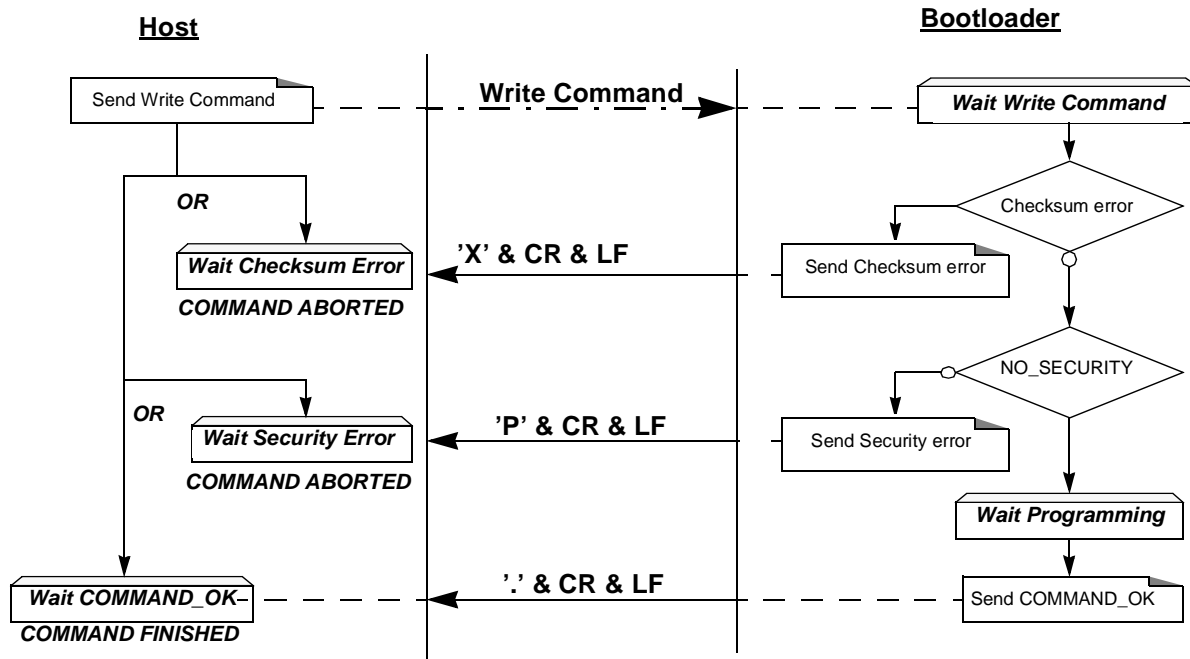 Host
Bootloader
Send Write Command
Write Command
Wait Write Command
OR
Checksum error
Wait Checksum Error
’X’ & CR & LF
Send Checksum error
COMMAND ABORTED
NO_SECURITY
OR
Wait Security Error
’P’ & CR & LF
Send Security error
COMMAND ABORTED
Wait Programming
Wait COMMAND_OK
'.' & CR & LF
Send COMMAND_OK
COMMAND FINISHED